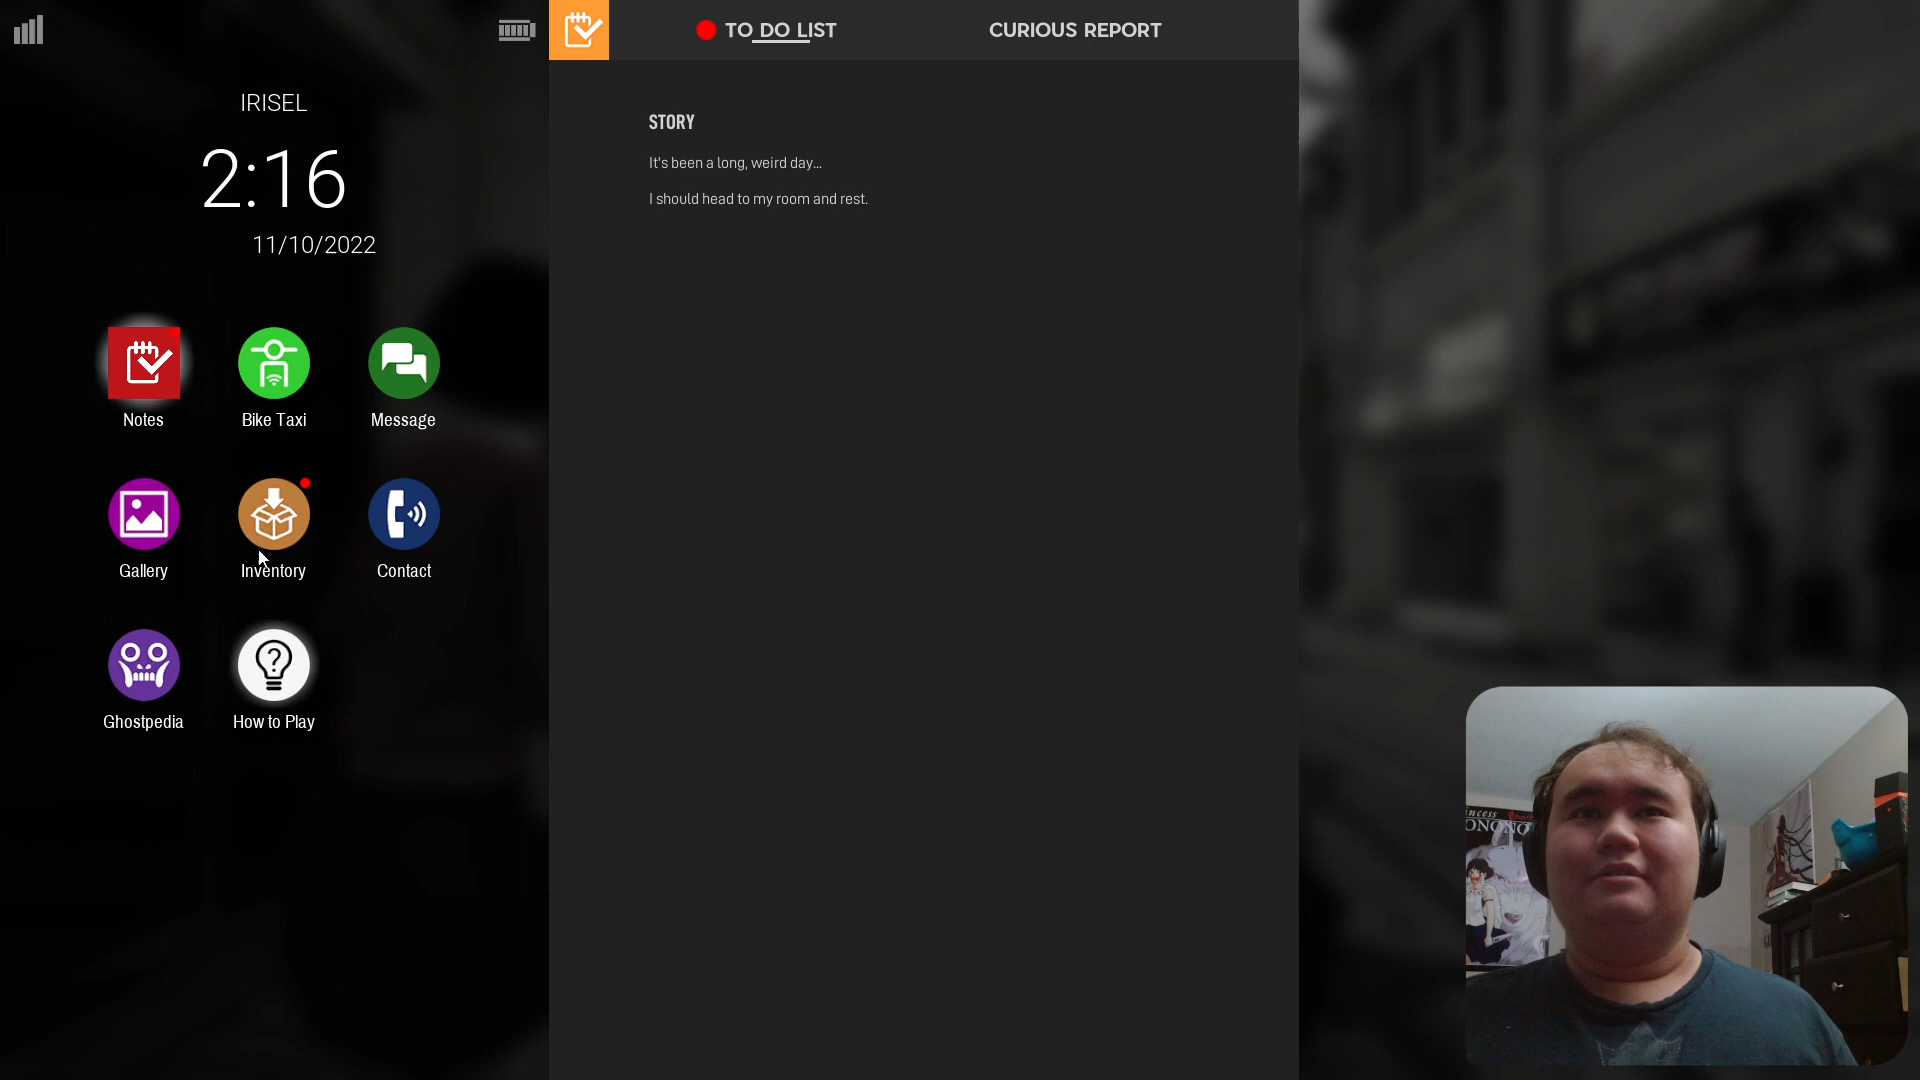 IRISEL
2:16
11/10/2022
Notes
Bike Taxi
Message
Gallery
Inventory
Contact
Ghostpedia
How to Play
TO DO LIST
CURIOUS REPORT
STORY
It's been a long, weird day...
I should head to my room and rest.
ONONO